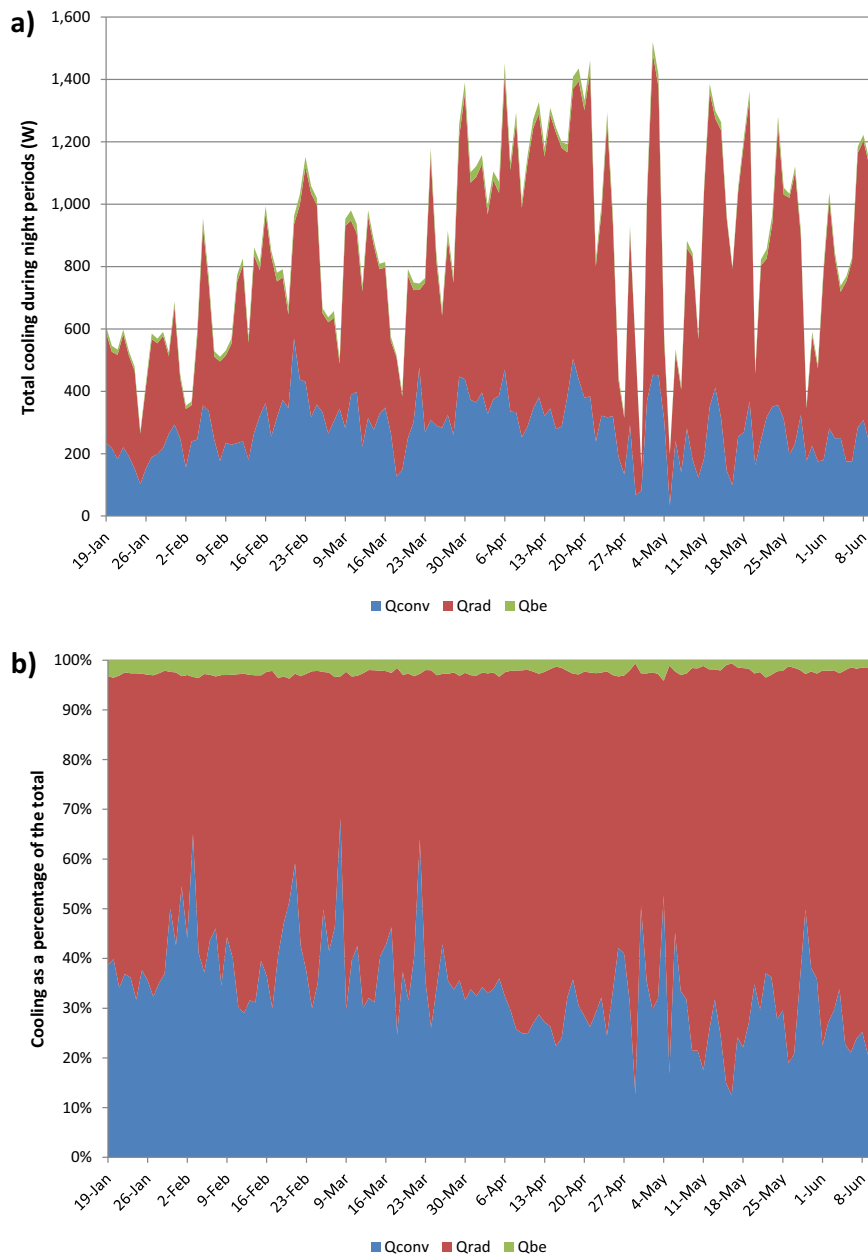 a)
Total cooling during night periods (W)
1,600
1,400
1,200
1,000
800
600
400
200
0
19-Jan
26-Jan
2-Feb
9-Feb
16-Feb
23-Feb
9-Mar
16-Mar
23-Mar
30-Mar
6-Apr
13-Apr
20-Apr
27-Apr
4-May
11-May
18-May
25-May
1-Jun
8-Jun
Qconv Qrad Qbe
b)
Cooling as a percentage of the total
100%
90%
80%
70%
60%
50%
40%
30%
20%
10%
0%
19-Jan
26-Jan
2-Feb
9-Feb
16-Feb
23-Feb
9-Mar
16-Mar
23-Mar
30-Mar
6-Apr
13-Apr
20-Apr
27-Apr
4-May
11-May
18-May
25-May
1-Jun
8-Jun
Qconv Qrad Qbe